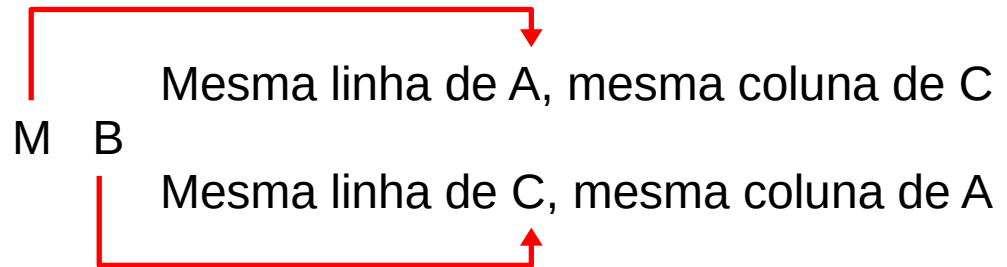 Mesma linha de A, mesma coluna de C
M B
Mesma linha de C, mesma coluna de A